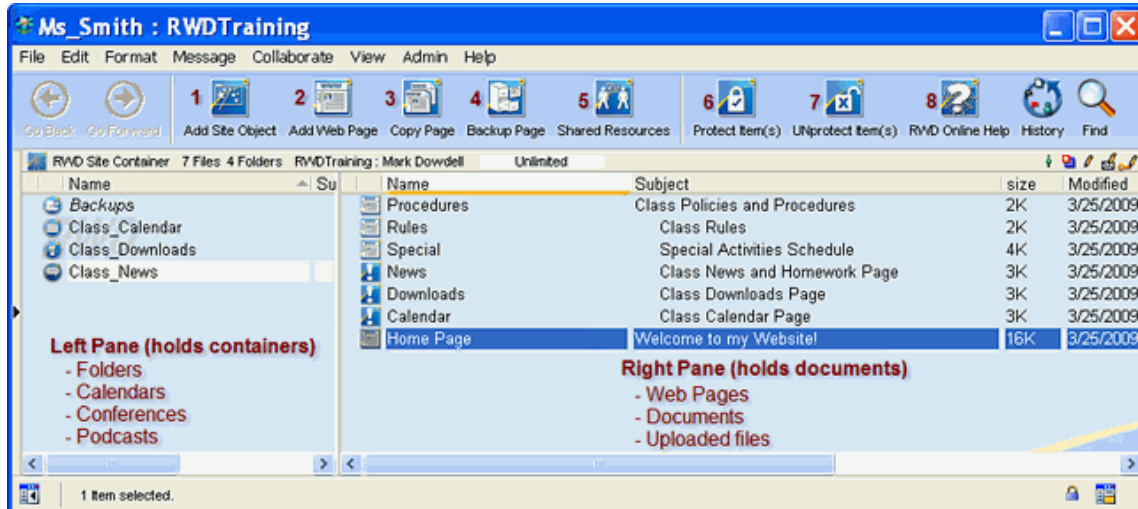 Ms_Smith : RWDTraining
File Edit Format Message Collaborate View Admin Help
1 2 3 4 5 6 7 8
Go Back Go Forward Add Site Object Add Web Page Copy Page Backup Page Shared Resources Protect Item(s) UNprotect Item(s) RWD Online Help History Find
RWD Site Container 7 Files 4 Folders RWDTraining : Mark Dowdell Unlimited
Name Su Name Subject size Modified
Backups Procedures Class Policies and Procedures 2K 3/25/2009
Class_Calendar Rules Class Rules 2K 3/25/2009
Class_Downloads Special Special Activities Schedule 4K 3/25/2009
Class_News News Class News and Homework Page 3K 3/25/2009
Downloads Class Downloads Page 3K 3/25/2009
Calendar Class Calendar Page 3K 3/25/2009
Home Page Welcome to my Website! 16K 3/25/2009
Left Pane (holds containers)
- Folders
- Calendars
- Conferences
- Podcasts
Right Pane (holds documents)
- Web Pages
- Documents
- Uploaded files
1 Item selected.